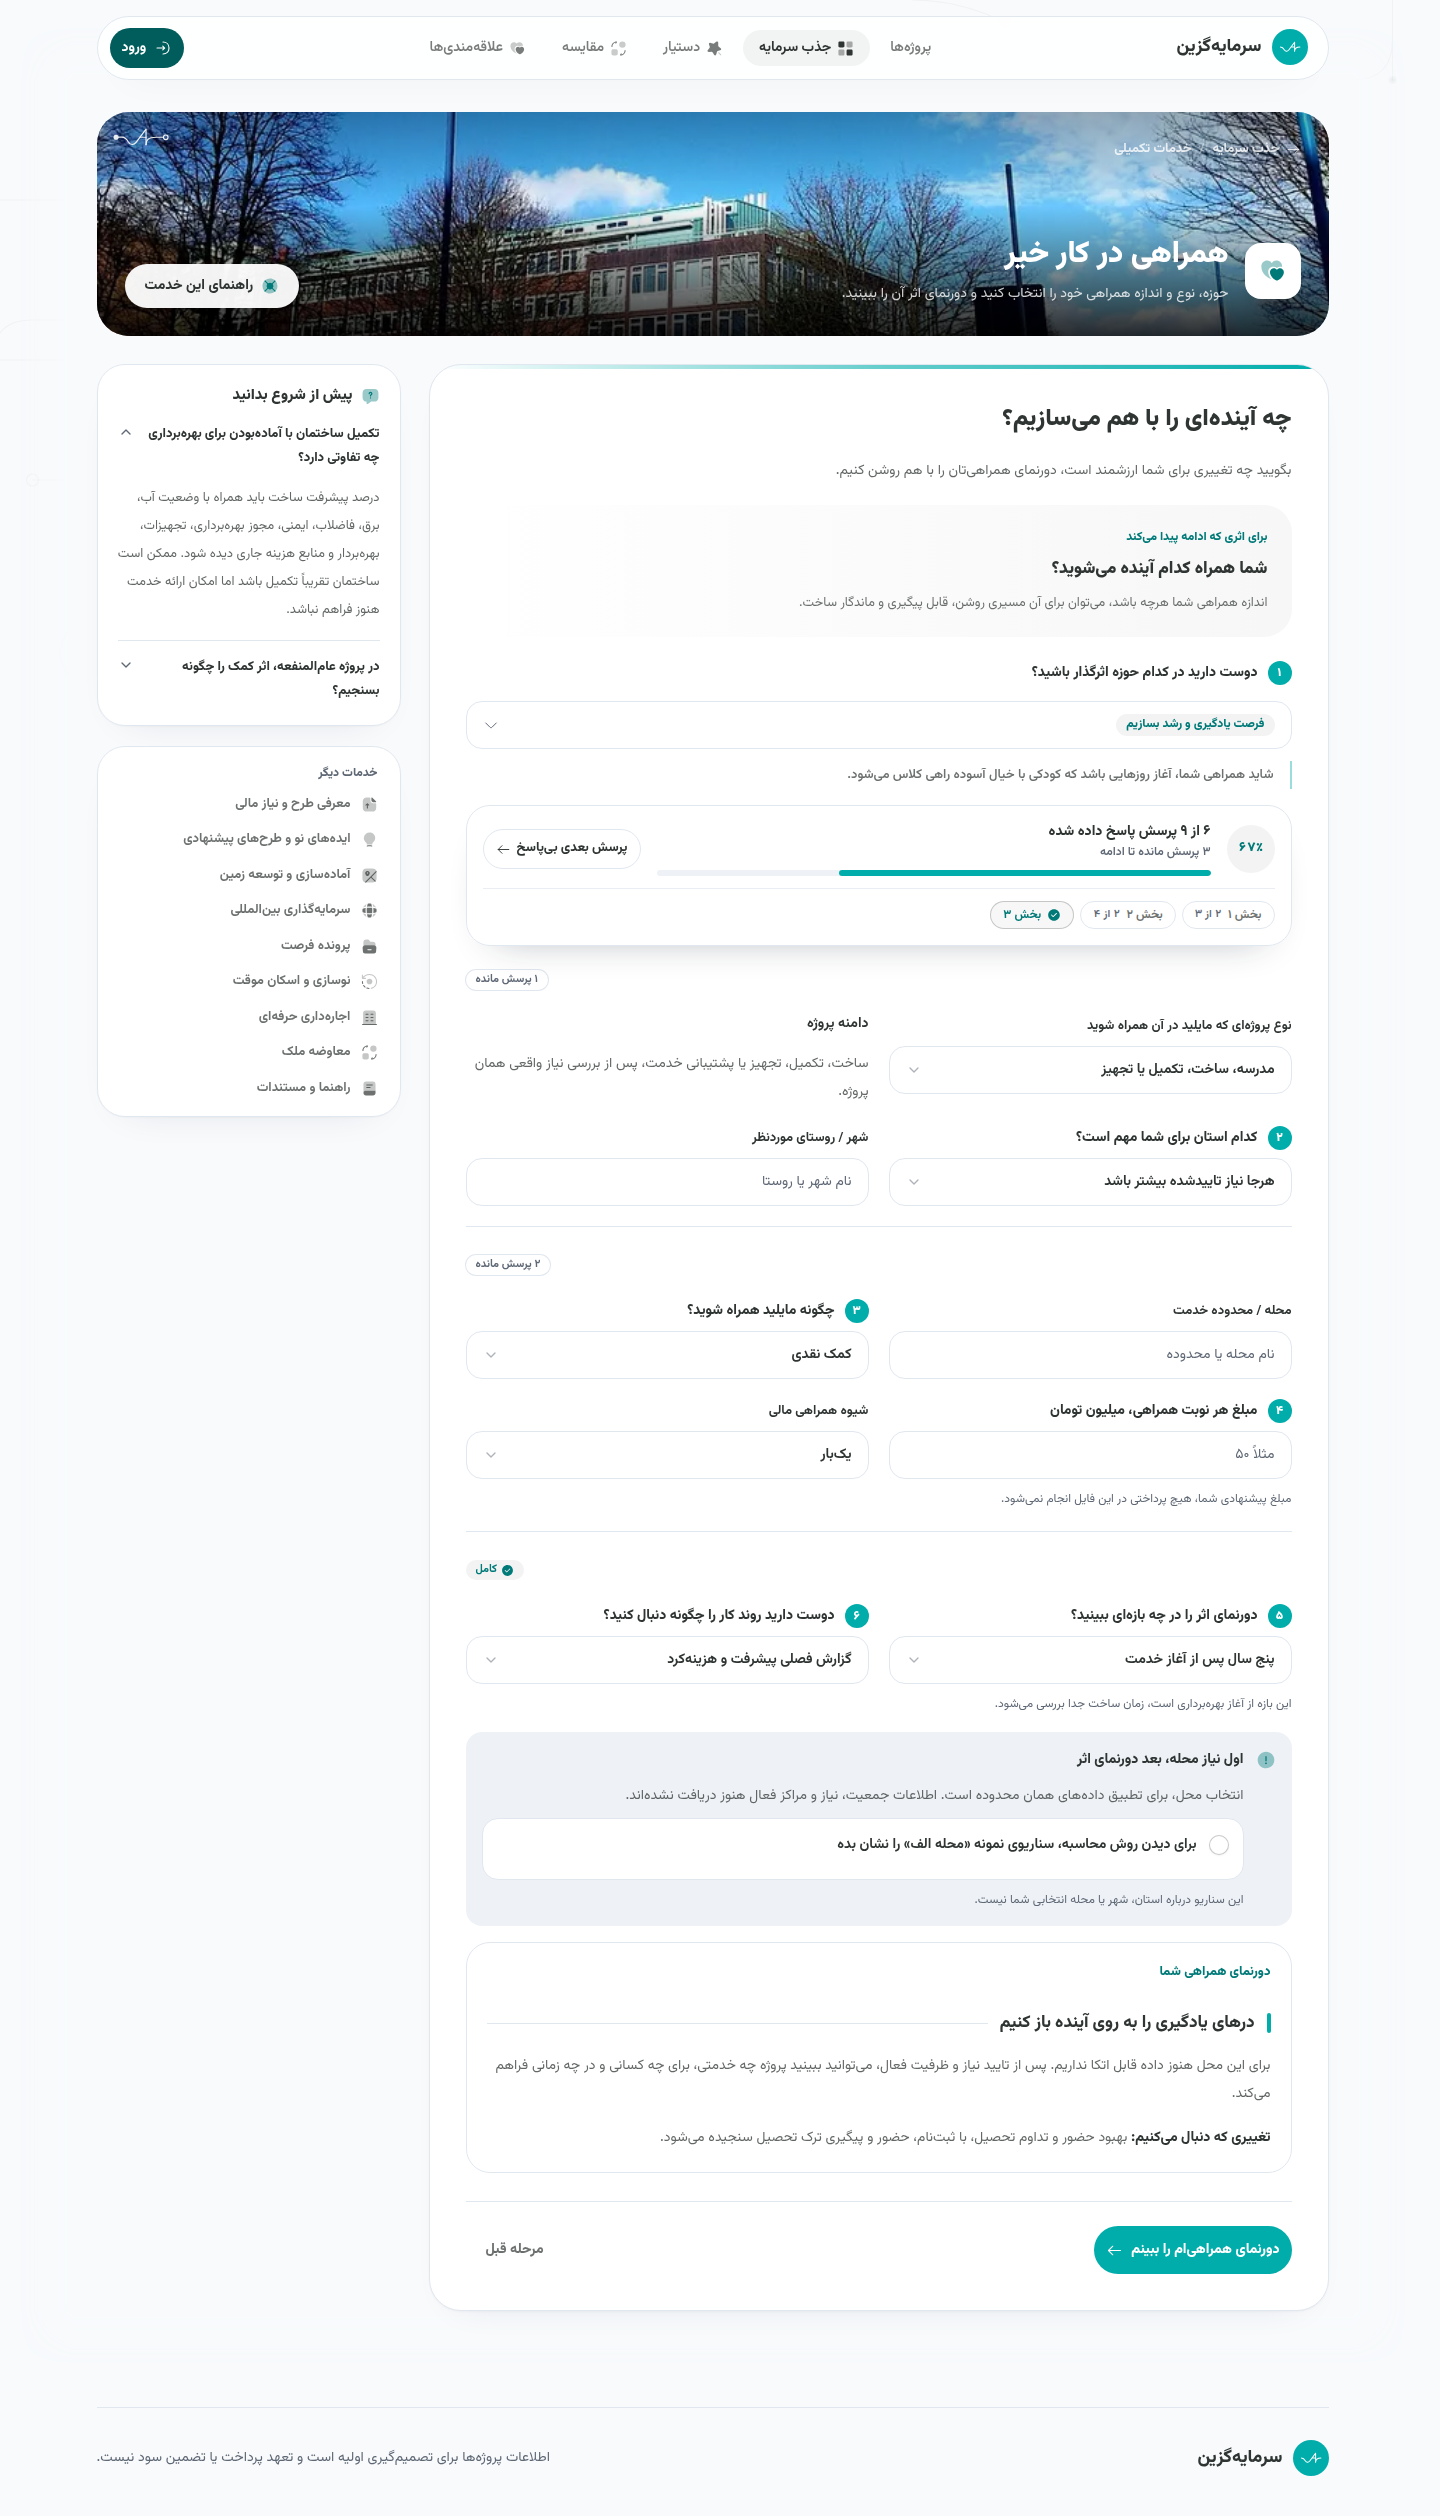 سرمایه‌گزین
پروژه‌ها
جذب سرمایه
دستیار
مقایسه
علاقه‌مندی‌ها
ورود
جذب سرمایه / خدمات تکمیلی
همراهی در کار خیر
حوزه، نوع و اندازه همراهی خود را انتخاب کنید و دورنمای اثر آن را ببینید.
راهنمای این خدمت
چه آینده‌ای را با هم می‌سازیم؟
بگویید چه تغییری برای شما ارزشمند است، دورنمای همراهی‌تان را با هم روشن کنیم.
برای اثری که ادامه پیدا می‌کند
شما همراه کدام آینده می‌شوید؟
اندازه همراهی شما هرچه باشد، می‌توان برای آن مسیری روشن، قابل پیگیری و ماندگار ساخت.
۱ دوست دارید در کدام حوزه اثرگذار باشید؟
فرصت یادگیری و رشد بسازیم
شاید همراهی شما، آغاز روزهایی باشد که کودکی با خیال آسوده راهی کلاس می‌شود.
۶۷٪
۶ از ۹ پرسش پاسخ داده شده
۳ پرسش مانده تا ادامه
پرسش بعدی بی‌پاسخ
بخش ۱ ۲ از ۳
بخش ۲ ۲ از ۴
بخش ۳
۱ پرسش مانده
نوع پروژه‌ای که مایلید در آن همراه شوید
مدرسه، ساخت، تکمیل یا تجهیز
دامنه پروژه
ساخت، تکمیل، تجهیز یا پشتیبانی خدمت، پس از بررسی نیاز واقعی همان
پروژه.
۲ کدام استان برای شما مهم است؟
هرجا نیاز تاییدشده بیشتر باشد
شهر / روستای موردنظر
نام شهر یا روستا
۲ پرسش مانده
محله / محدوده خدمت
نام محله یا محدوده
۳ چگونه مایلید همراه شوید؟
کمک نقدی
۴ مبلغ هر نوبت همراهی، میلیون تومان
مثلاً ۵۰
مبلغ پیشنهادی شما، هیچ پرداختی در این فایل انجام نمی‌شود.
شیوه همراهی مالی
یک‌بار
کامل
۵ دورنمای اثر را در چه بازه‌ای ببینید؟
پنج سال پس از آغاز خدمت
این بازه از آغاز بهره‌برداری است، زمان ساخت جدا بررسی می‌شود.
۶ دوست دارید روند کار را چگونه دنبال کنید؟
گزارش فصلی پیشرفت و هزینه‌کرد
اول نیاز محله، بعد دورنمای اثر
انتخاب محل، برای تطبیق داده‌های همان محدوده است. اطلاعات جمعیت، نیاز و مراکز فعال هنوز دریافت نشده‌اند.
برای دیدن روش محاسبه، سناریوی نمونه «محله الف» را نشان بده
این سناریو درباره استان، شهر یا محله انتخابی شما نیست.
دورنمای همراهی شما
درهای یادگیری را به روی آینده باز کنیم
برای این محل هنوز داده قابل اتکا نداریم. پس از تایید نیاز و ظرفیت فعال، می‌توانید ببینید پروژه چه خدمتی، برای چه کسانی و در چه زمانی فراهم
می‌کند.
تغییری که دنبال می‌کنیم: بهبود حضور و تداوم تحصیل، با ثبت‌نام، حضور و پیگیری ترک تحصیل سنجیده می‌شود.
دورنمای همراهی‌ام را ببینم
مرحله قبل
پیش از شروع بدانید
تکمیل ساختمان با آماده‌بودن برای بهره‌برداری
چه تفاوتی دارد؟
درصد پیشرفت ساخت باید همراه با وضعیت آب،
برق، فاضلاب، ایمنی، مجوز بهره‌برداری، تجهیزات،
بهره‌بردار و منابع هزینه جاری دیده شود. ممکن است
ساختمان تقریباً تکمیل باشد اما امکان ارائه خدمت
هنوز فراهم نباشد.
در پروژه عام‌المنفعه، اثر کمک را چگونه
بسنجیم؟
خدمات دیگر
معرفی طرح و نیاز مالی
ایده‌های نو و طرح‌های پیشنهادی
آماده‌سازی و توسعه زمین
سرمایه‌گذاری بین‌المللی
پرونده فرصت
نوسازی و اسکان موقت
اجاره‌داری حرفه‌ای
معاوضه ملک
راهنما و مستندات
سرمایه‌گزین
اطلاعات پروژه‌ها برای تصمیم‌گیری اولیه است و تعهد پرداخت یا تضمین سود نیست.